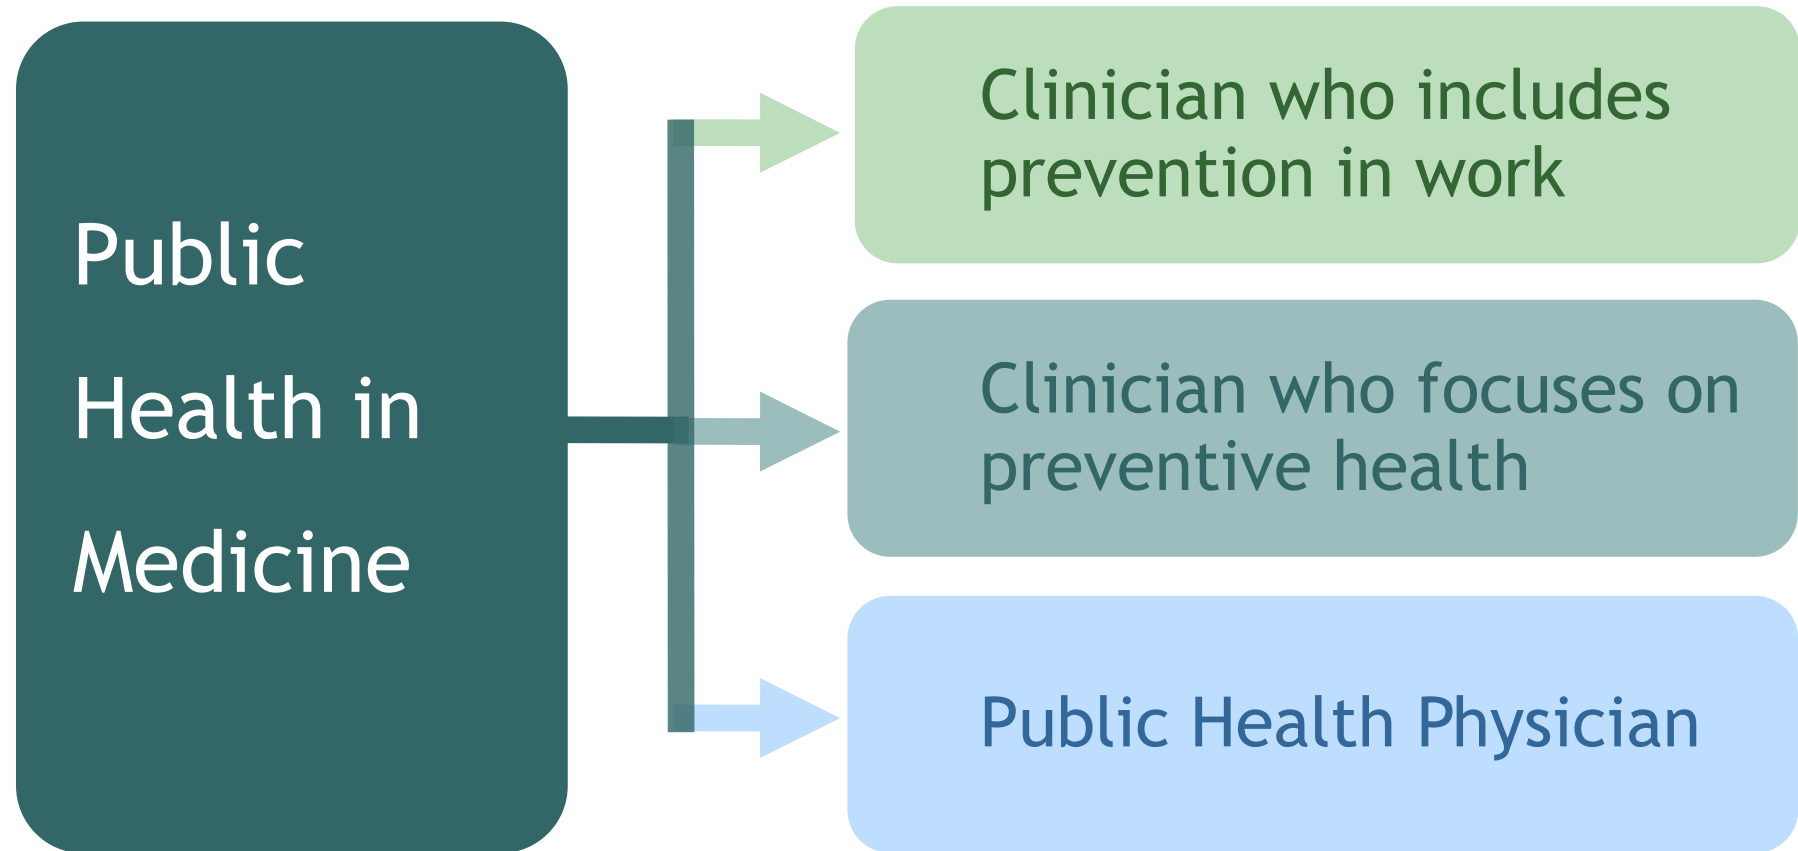 Public
Health in
Medicine
Clinician who includes
prevention in work
Clinician who focuses on
preventive health
Public Health Physician